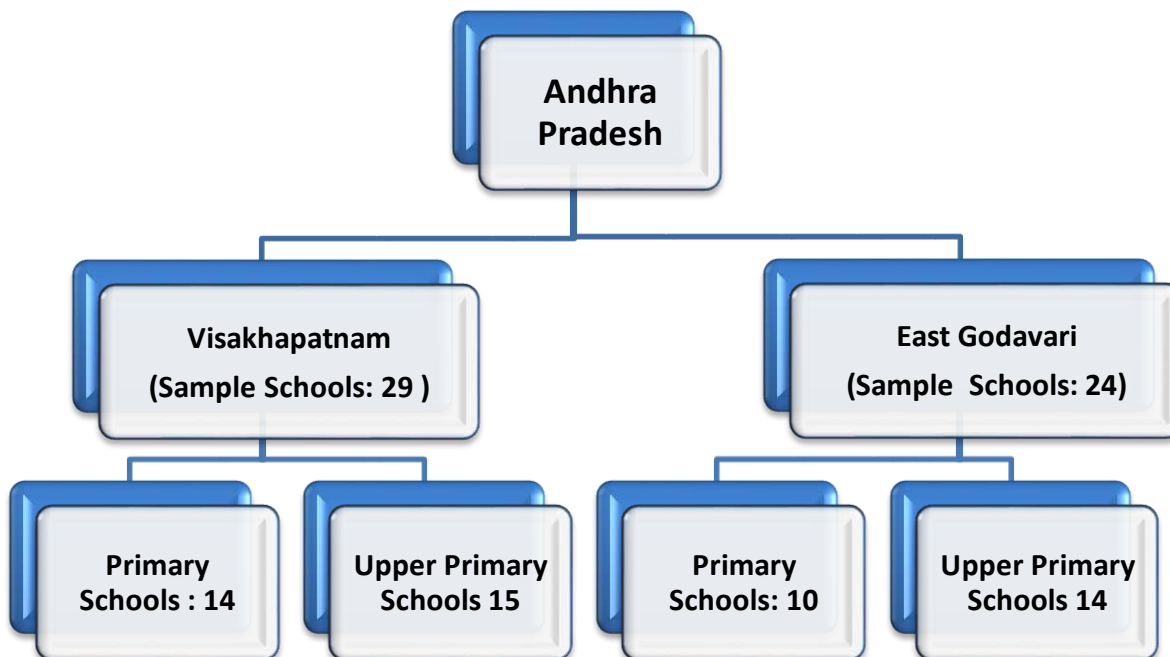 Andhra
Pradesh
Visakhapatnam
(Sample Schools: 29 )
East Godavari
(Sample Schools: 24)
Primary
Schools : 14
Upper Primary
Schools 15
Primary
Schools: 10
Upper Primary
Schools 14